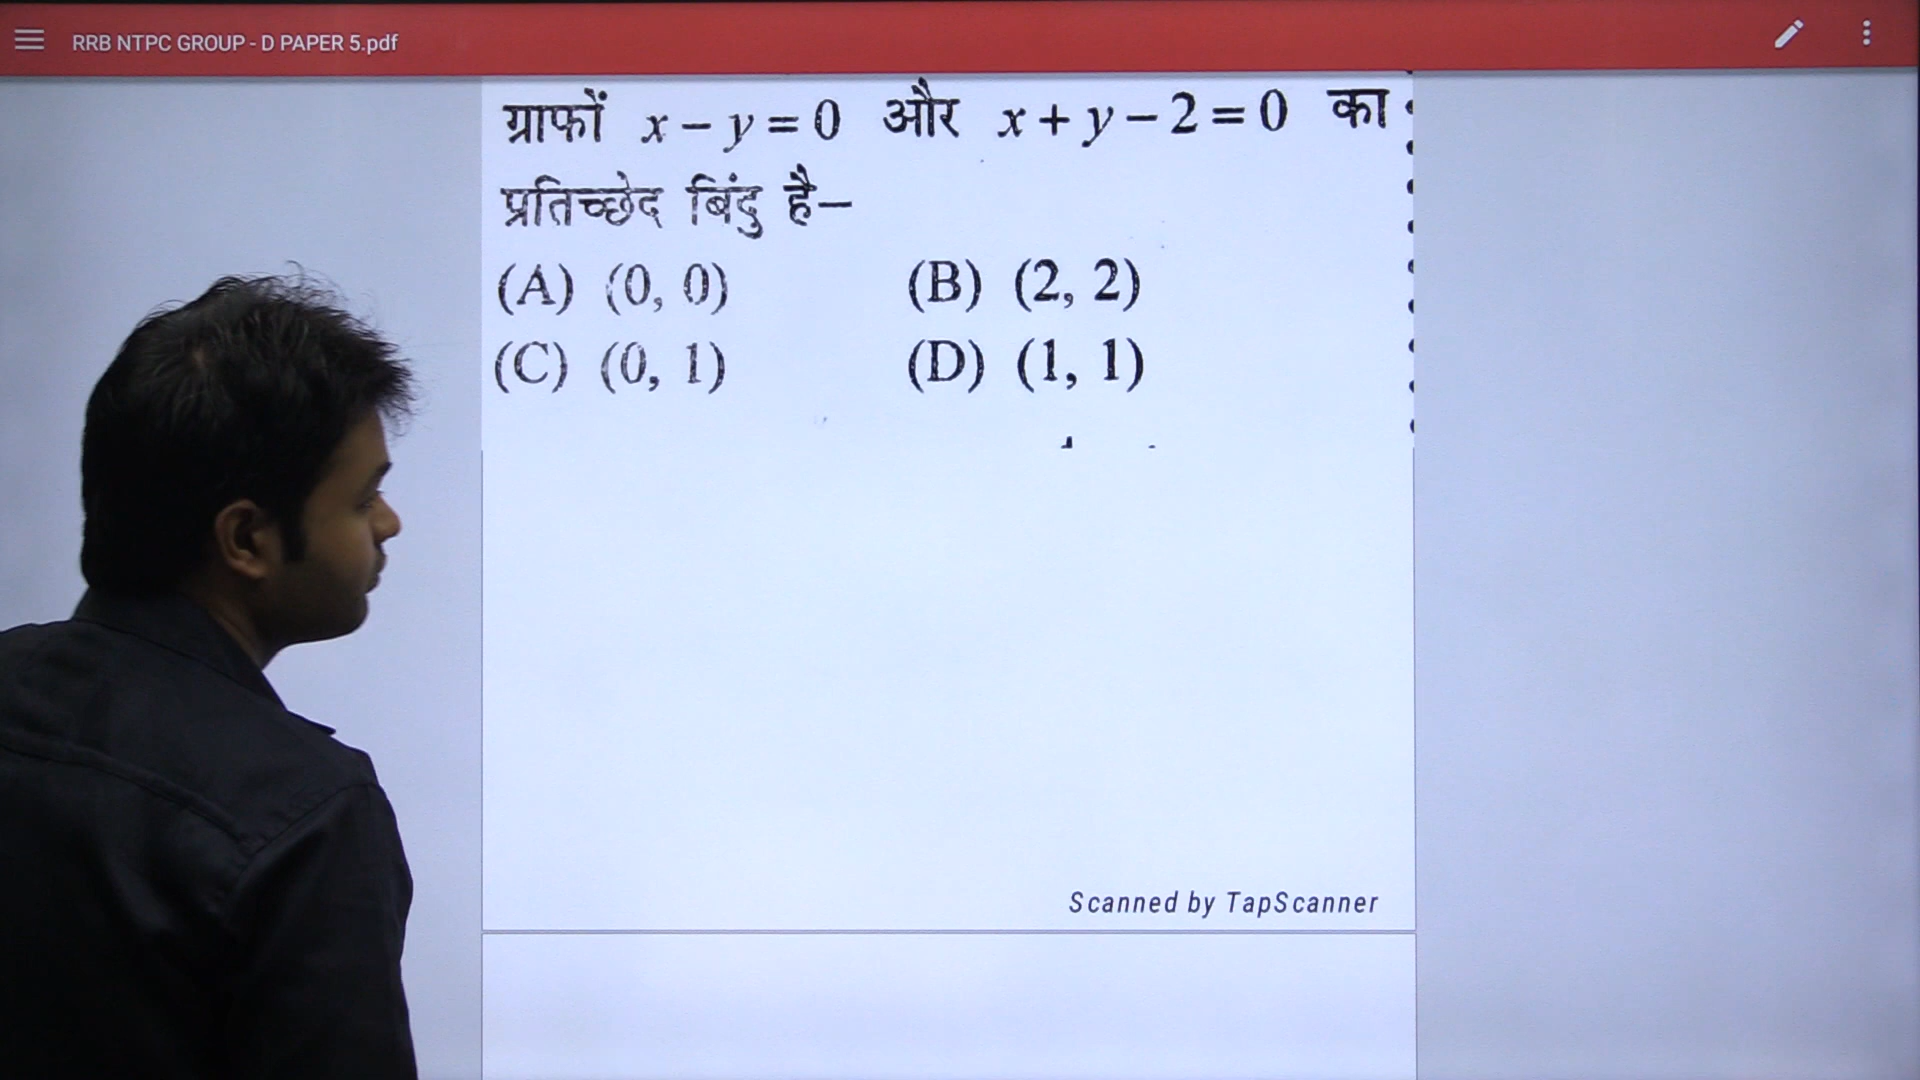 RRB NTPC GROUP - D PAPER 5.pdf
ग्राफों x – y = 0 और x + y – 2 = 0 का
प्रतिच्छेद बिंदु है–
(A) (0, 0) (B) (2, 2)
(C) (0, 1) (D) (1, 1)
Scanned by TapScanner